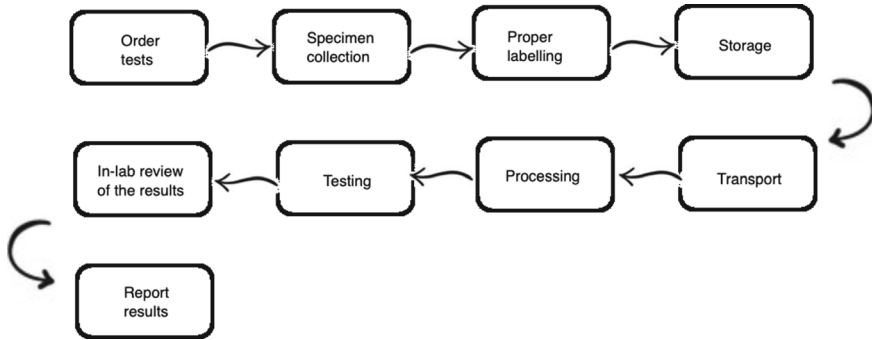 Order
tests
Specimen
collection
Proper
labelling
Storage
Transport
Processing
Testing
In-lab review
of the results
Report
results